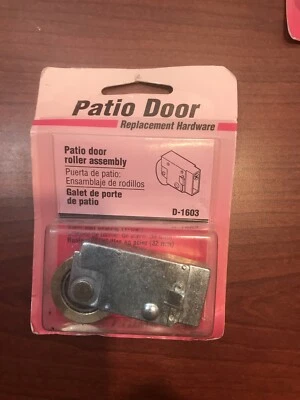 Patio Door
Replacement Hardware
Patio door
roller assembly
Puerta de patio:
Ensamblaje de rodillos
Galet de porte
de patio
D-1603